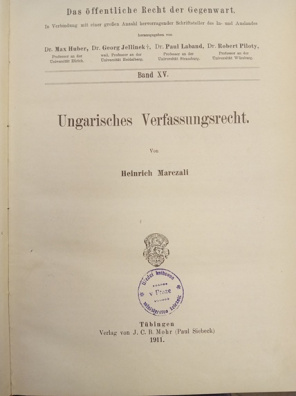 Das öffentliche Recht der Gegenwart.
In Verbindung mit einer großen Anzahl hervorragender Schriftsteller des In- und Auslandes
herausgegeben von
Dr. Max Huber, Dr. Georg Jellinek †, Dr. Paul Laband, Dr. Robert Piloty,
Professor an der weil. Professor an der Professor an der Professor an der
Universität Zürich. Universität Heidelberg. Universität Strassburg. Universität Würzburg.
Band XV.
Ungarisches Verfassungsrecht.
Von
Heinrich Marczali
v Praze
Tübingen
Verlag von J. C. B. Mohr (Paul Siebeck)
1911.